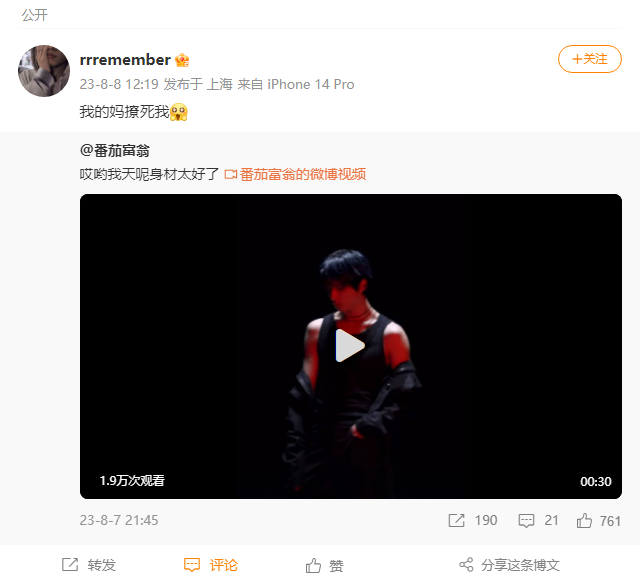 公开
rrremember
+关注
23-8-8 12:19 发布于 上海 来自 iPhone 14 Pro
我的妈撩死我
@番茄富翁
哎哟我天呢身材太好了 番茄富翁的微博视频
1.9万次观看
00:30
23-8-7 21:45
190
21
761
转发
评论
赞
分享这条博文